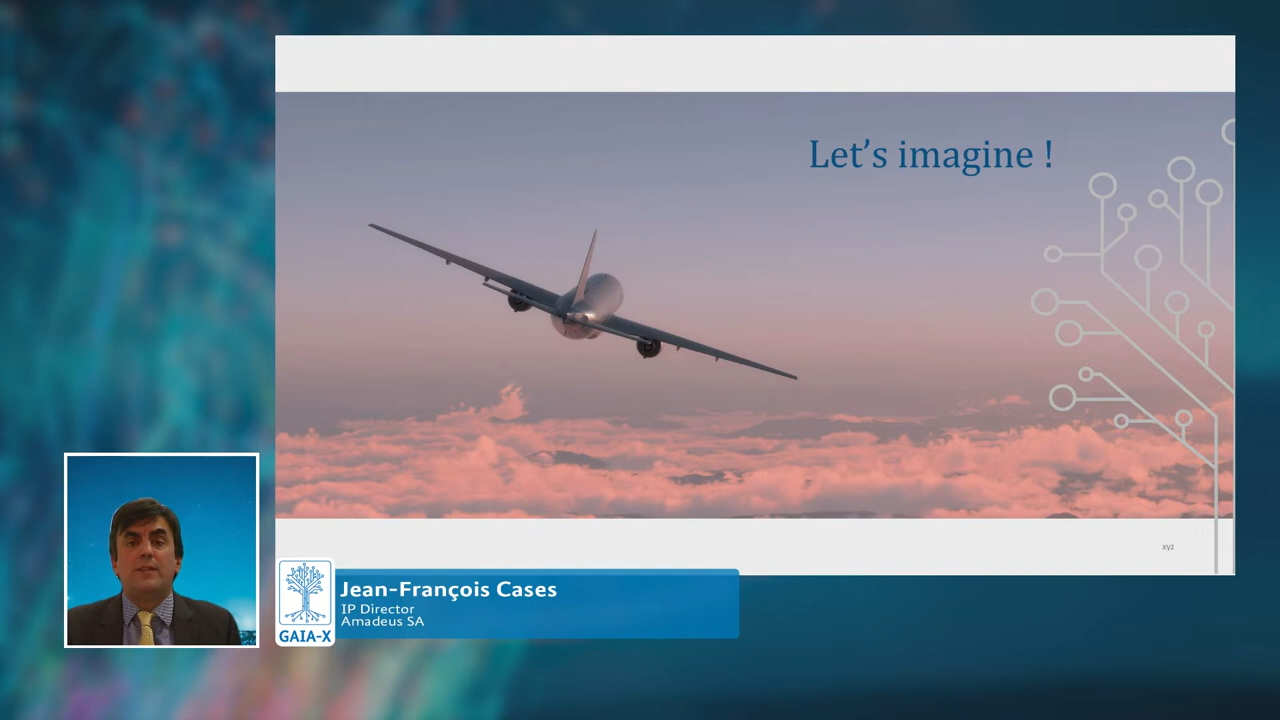 Let’s imagine !
xyz
Jean-François Cases
IP Director
Amadeus SA
GAIA-X